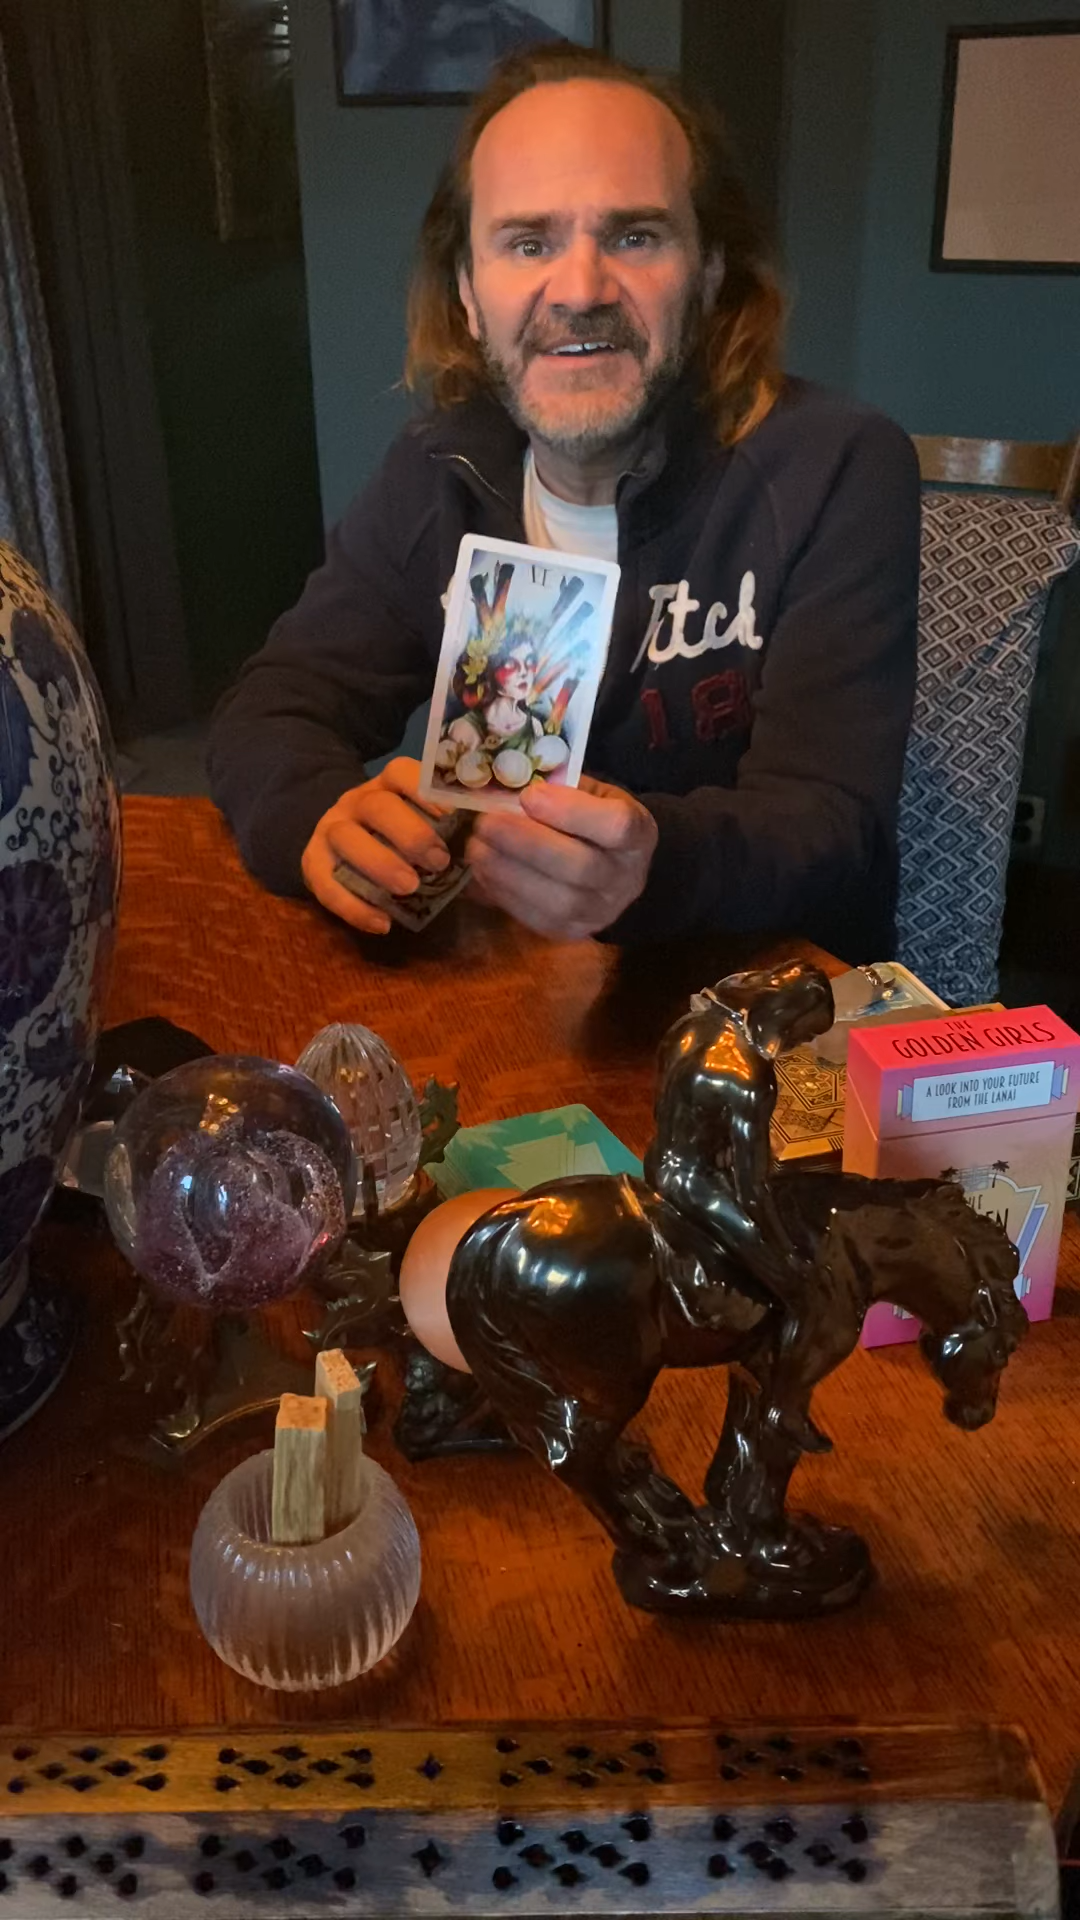 VI
itch
18
THE
GOLDEN GIRLS
A LOOK INTO YOUR FUTURE
FROM THE LANAI